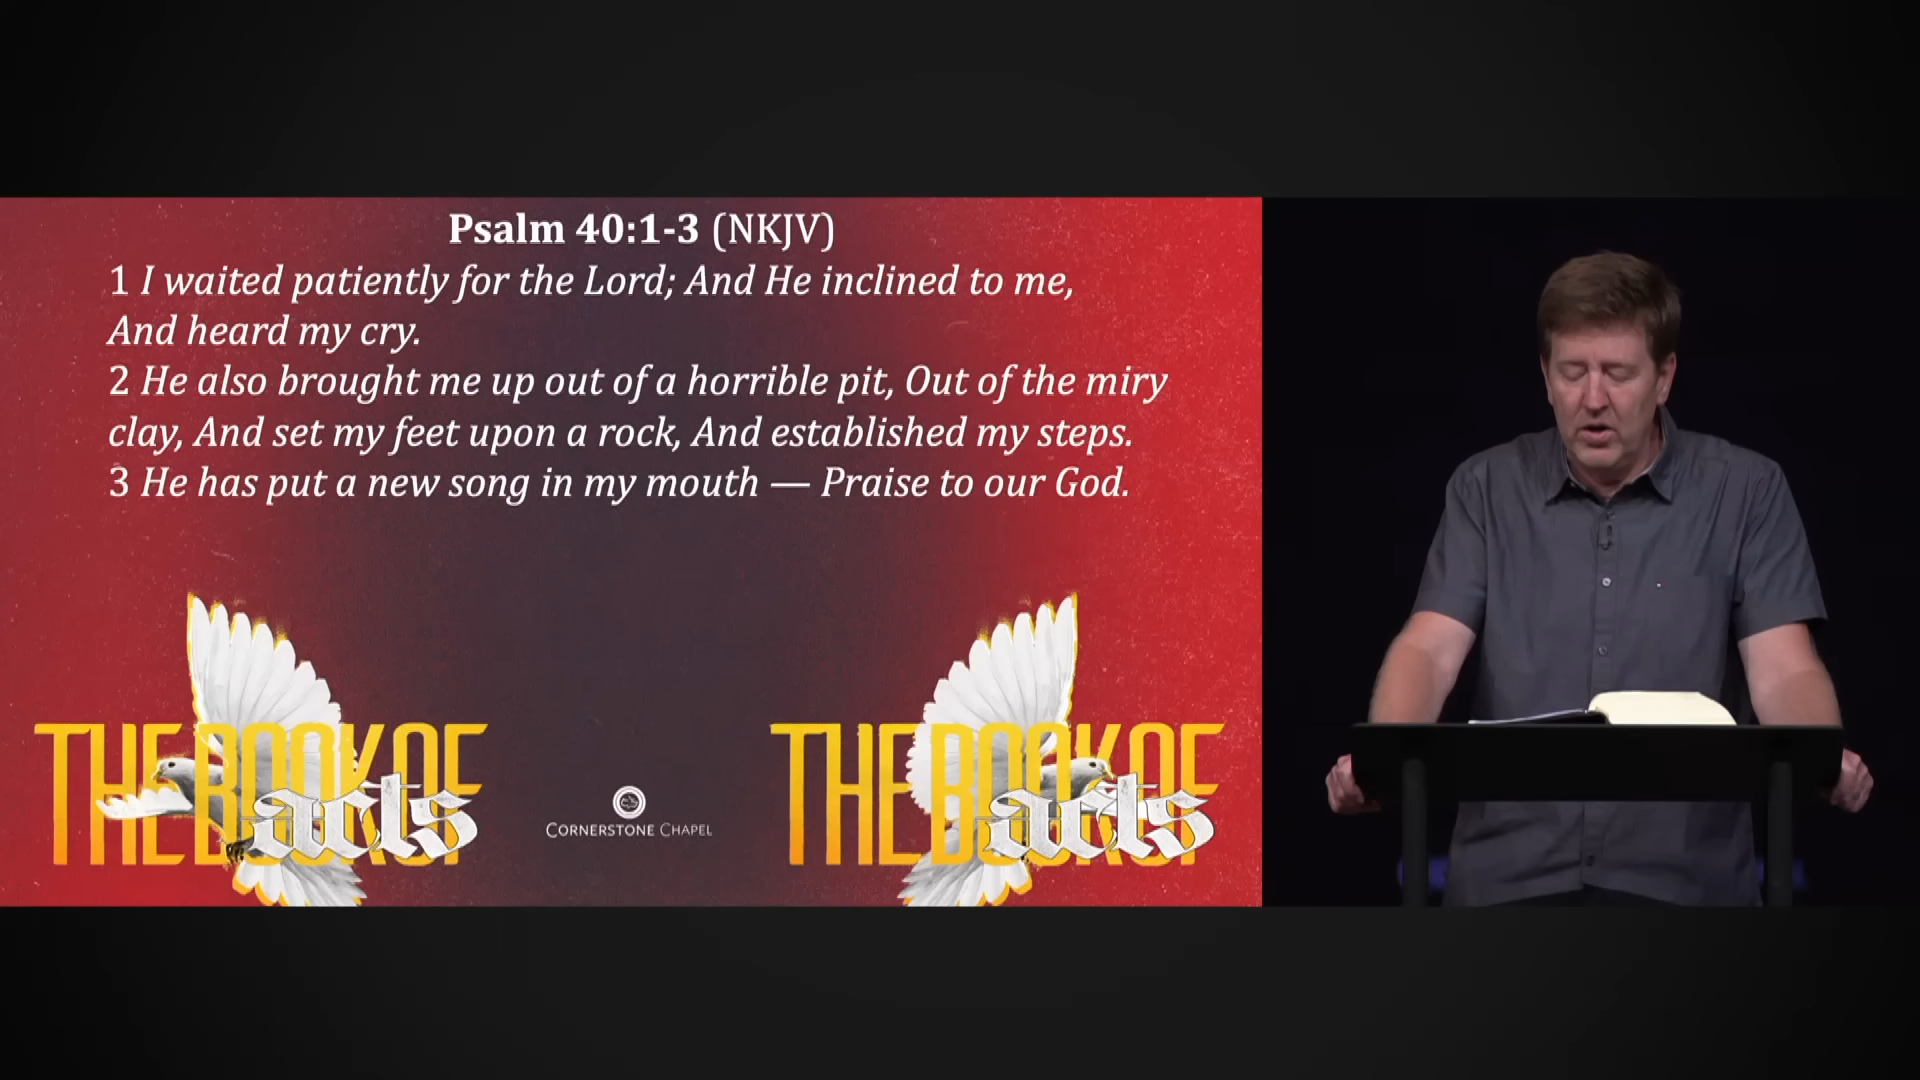 Psalm 40:1-3 (NKJV)
1 I waited patiently for the Lord; And He inclined to me,
And heard my cry.
2 He also brought me up out of a horrible pit, Out of the miry
clay, And set my feet upon a rock, And established my steps.
3 He has put a new song in my mouth — Praise to our God.
THE BOOK OF
acts
CORNERSTONE CHAPEL
THE BOOK OF
acts